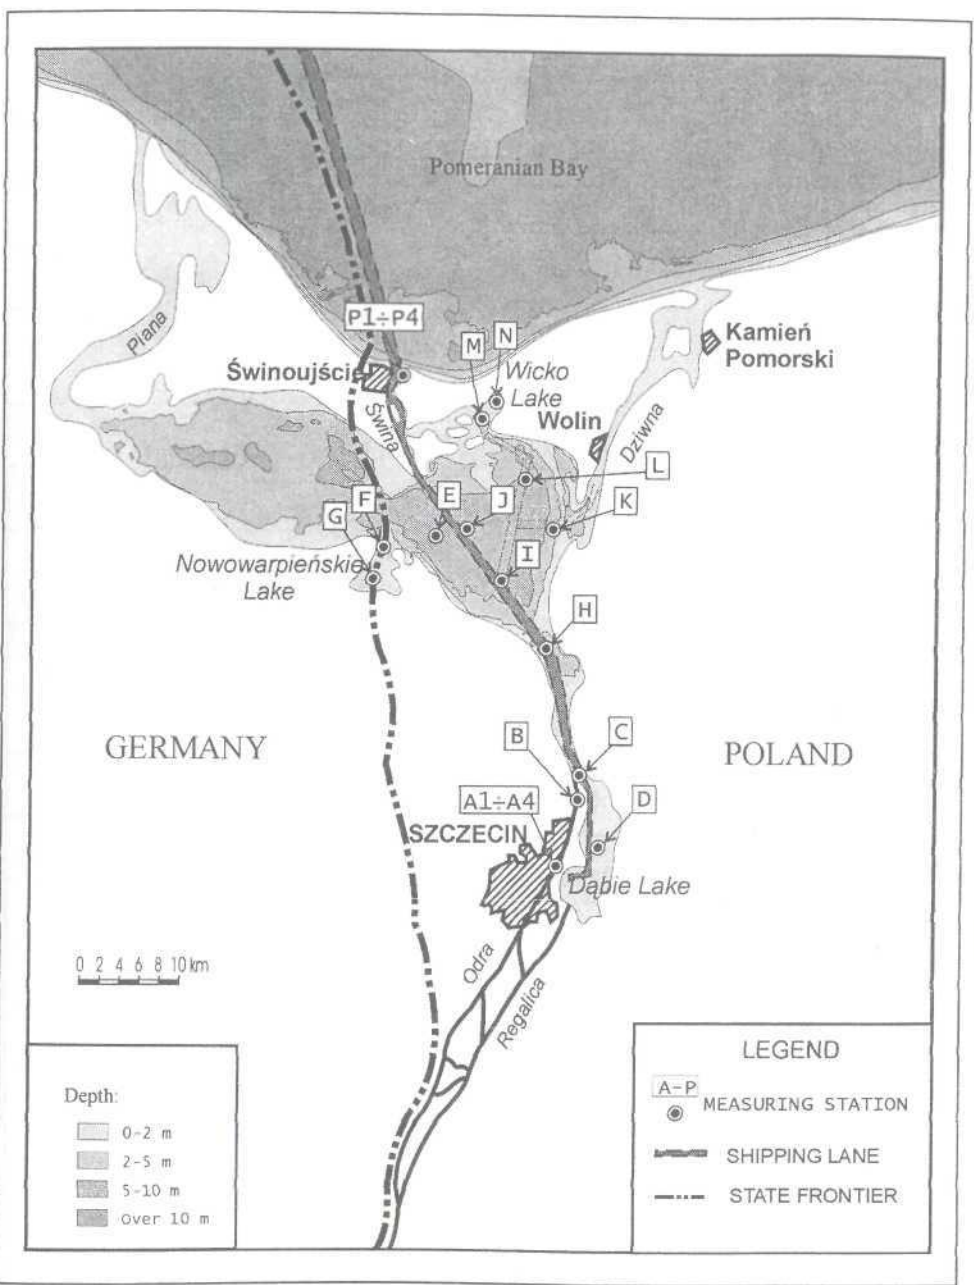 Pomeranian Bay
P1÷P4
N
M
Kamień
Pomorski
Piana
Świnoujście
Wicko
Lake
Świna
Wolin
Dziwna
L
F
E
J
K
G
I
Nowowarpieńskie
Lake
H
GERMANY
POLAND
B
C
A1÷A4
D
SZCZECIN
Dąbie Lake
0 2 4 6 8 10 km
Odra
Regalica
Depth:
0-2 m
2-5 m
5-10 m
Over 10 m
LEGEND
A-P
MEASURING STATION
SHIPPING LANE
STATE FRONTIER